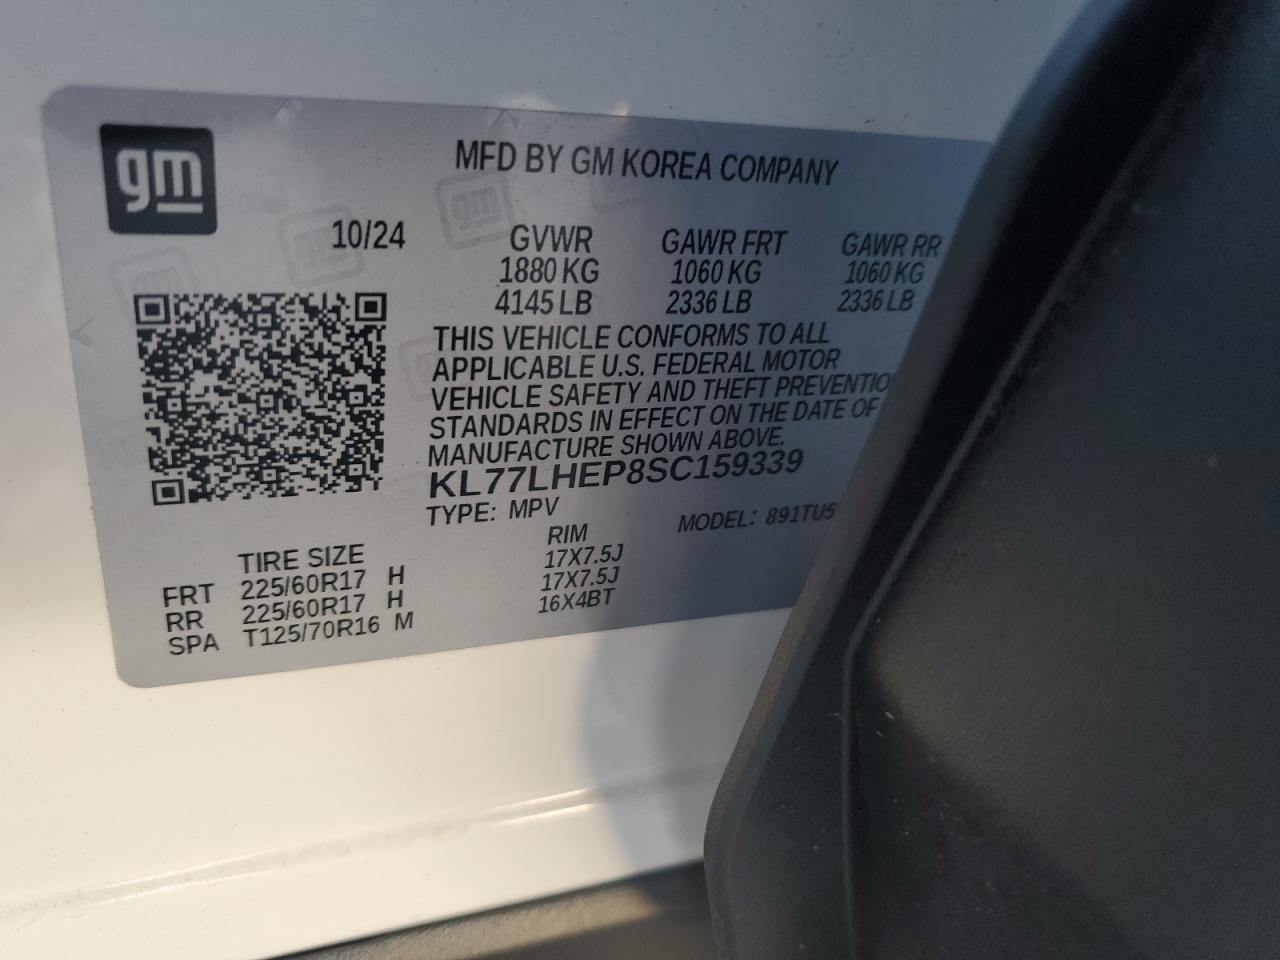 gm
MFD BY GM KOREA COMPANY
10/24 GVWR GAWR FRT GAWR RR
1880 KG 1060 KG 1060 KG
4145 LB 2336 LB 2336 LB
THIS VEHICLE CONFORMS TO ALL
APPLICABLE U.S. FEDERAL MOTOR
VEHICLE SAFETY AND THEFT PREVENTIO
STANDARDS IN EFFECT ON THE DATE OF
MANUFACTURE SHOWN ABOVE.
KL77LHEP8SC159339
TYPE: MPV MODEL: 891TU5
TIRE SIZE RIM
FRT 225/60R17 H 17X7.5J
RR 225/60R17 H 17X7.5J
SPA T125/70R16 M 16X4BT